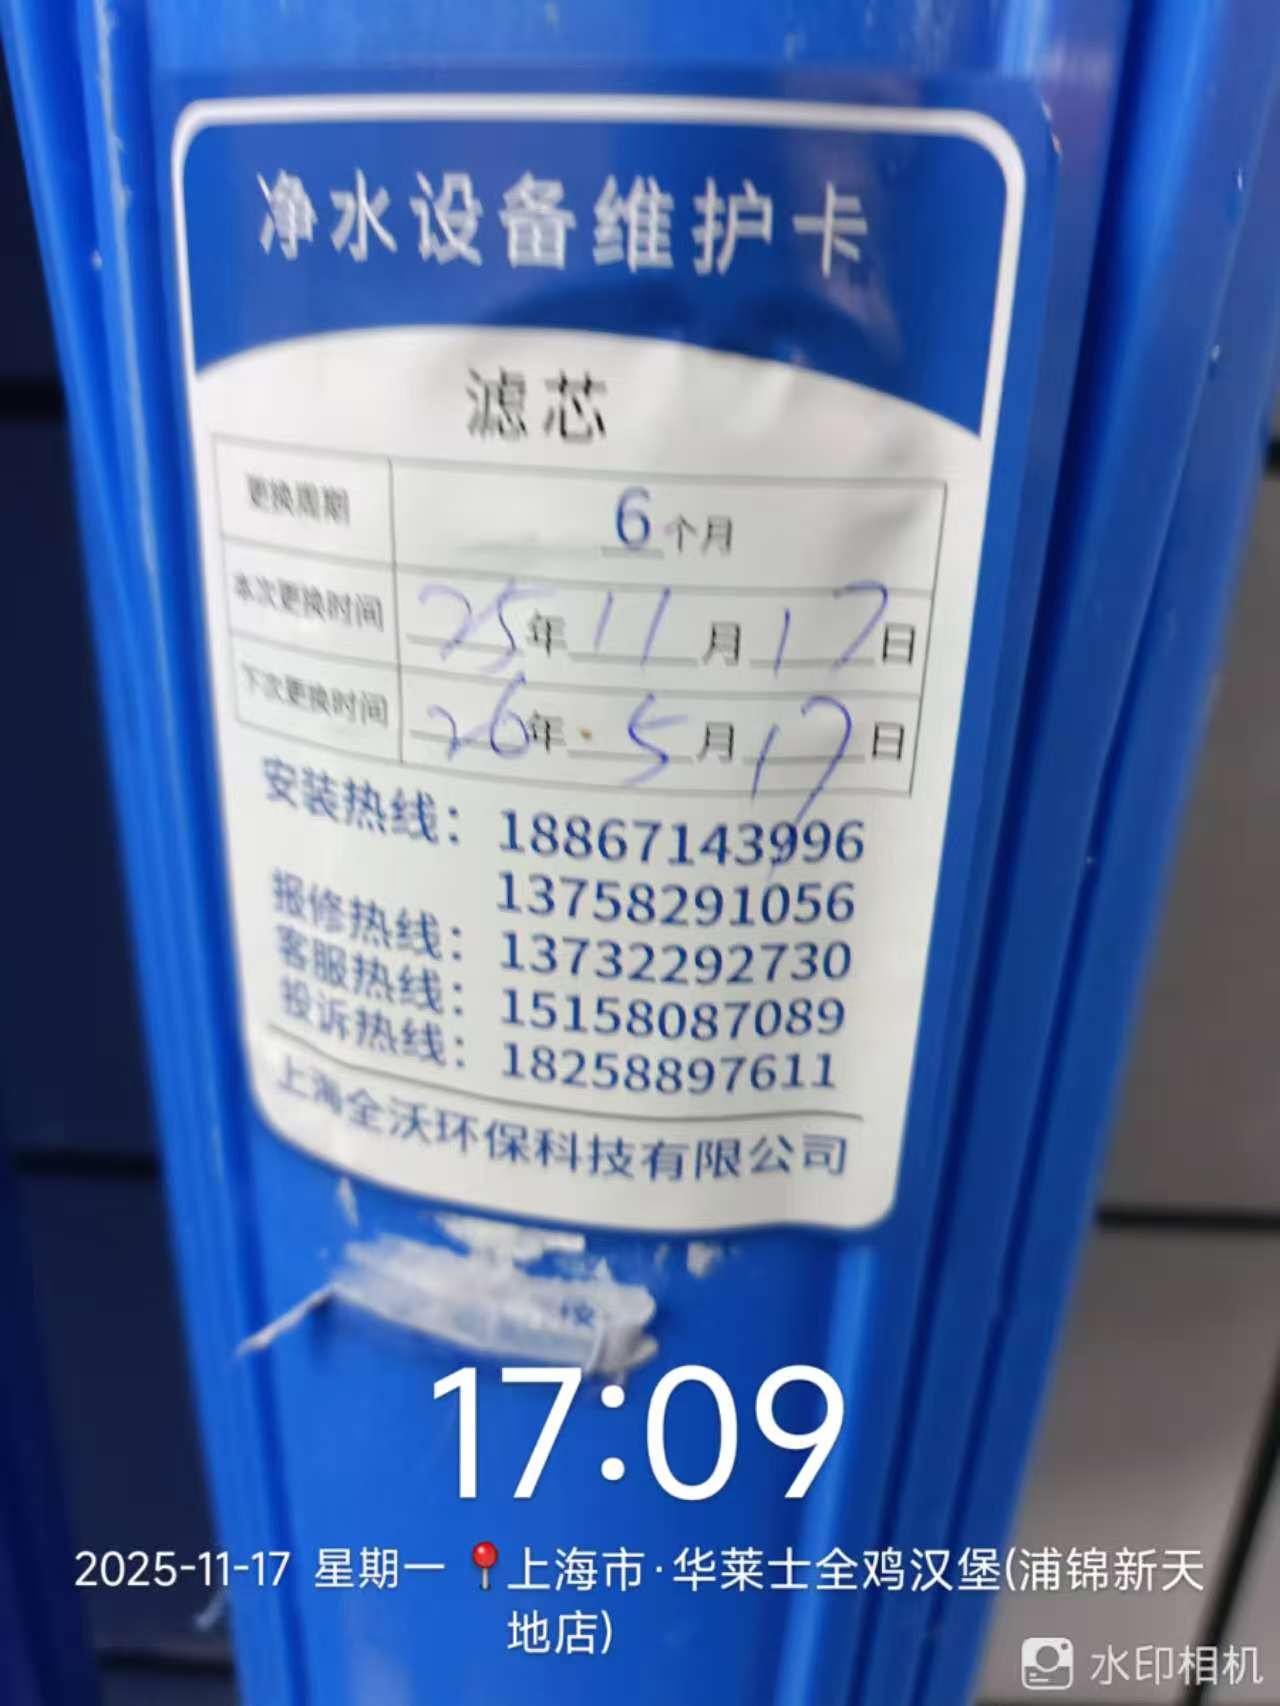 净水设备维护卡
滤芯
更换周期 6个月
本次更换时间 25年11月17日
下次更换时间 26年5月17日
安装热线：18867143996
13758291056
报修热线：13732292730
客服热线：15158087089
投诉热线：18258897611
上海全沃环保科技有限公司
17:09
2025-11-17 星期一 上海市·华莱士全鸡汉堡(浦锦新天
地店)
水印相机